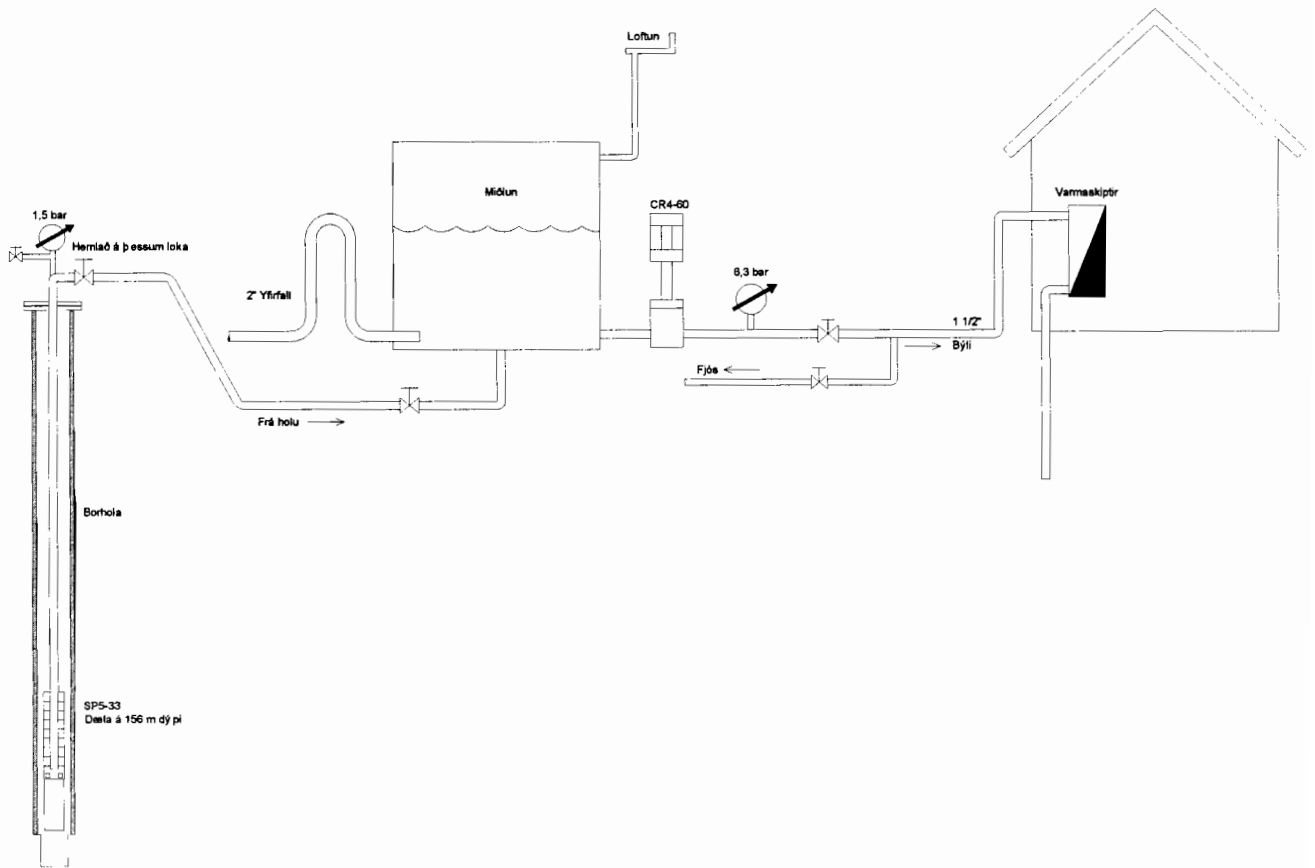 Loftun
Miðlun
CR4-60
Varmaskiptir
1,5 bar
Hemlað á þessum loka
6,3 bar
2" Yfirfall
1 1/2"
Býli
Fjós
Frá holu
Borhola
SP5-33
Dæla á 156 m dýpi